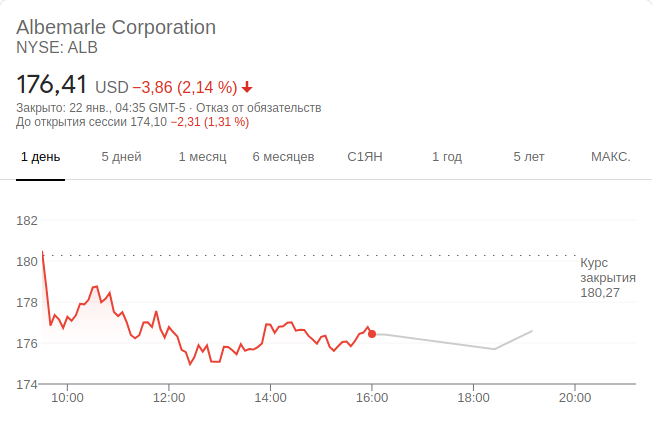 Albemarle Corporation
NYSE: ALB
176,41 USD −3,86 (2,14 %)
Закрыто: 22 янв., 04:35 GMT-5 · Отказ от обязательств
До открытия сессии 174,10 −2,31 (1,31 %)
1 день 5 дней 1 месяц 6 месяцев С1ЯН 1 год 5 лет МАКС.
182
180
Курс
закрытия
180,27
178
176
174
10:00 12:00 14:00 16:00 18:00 20:00